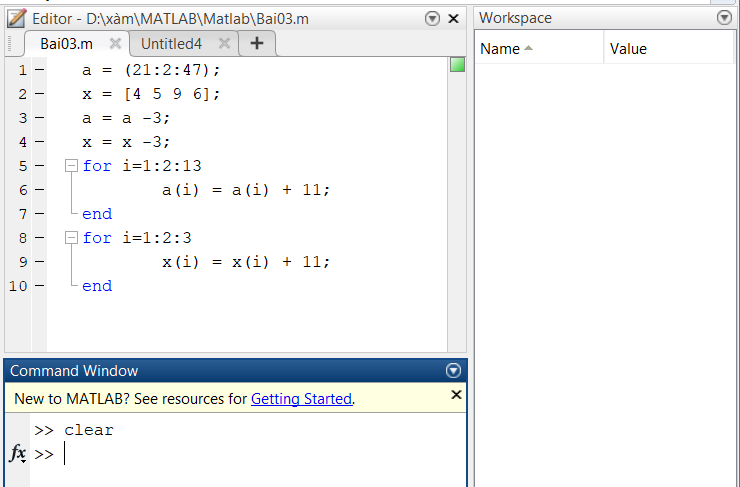 Editor - D:\xàm\MATLAB\Matlab\Bai03.m
Bai03.m
Untitled4
1 a = (21:2:47);
2 x = [4 5 9 6];
3 a = a -3;
4 x = x -3;
5 for i=1:2:13
6 a(i) = a(i) + 11;
7 end
8 for i=1:2:3
9 x(i) = x(i) + 11;
10 end
Command Window
New to MATLAB? See resources for Getting Started.
>> clear
fx >>
Workspace
Name Value